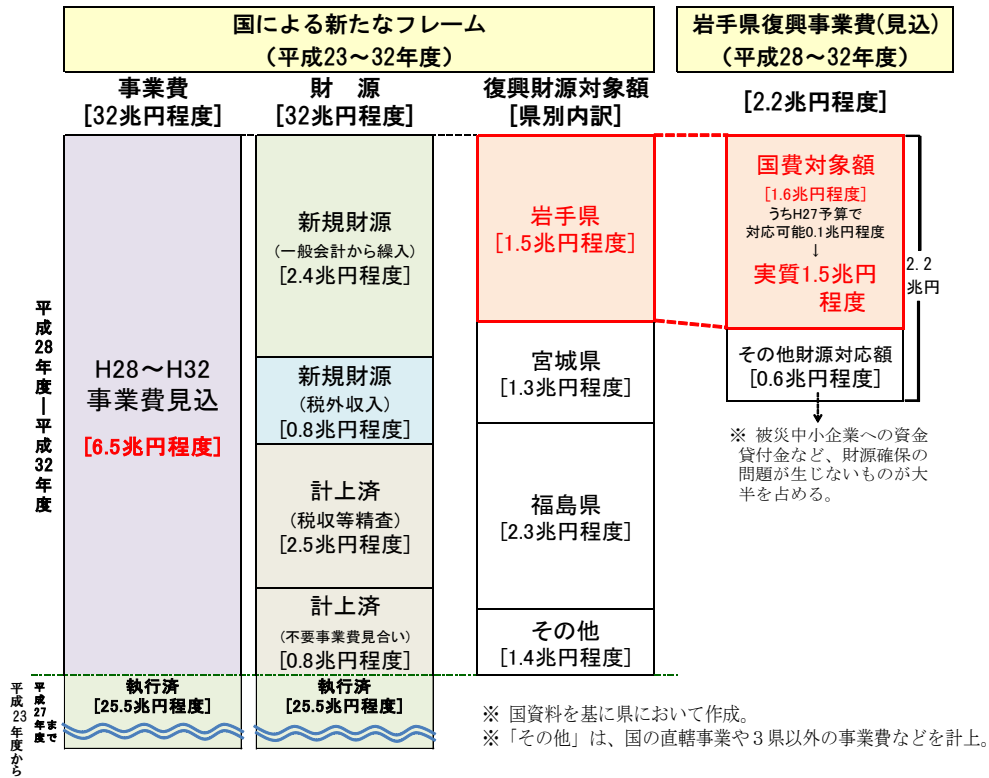 国による新たなフレーム
(平成23～32年度)
岩手県復興事業費(見込)
(平成28～32年度)
事業費
[32兆円程度]
財　源
[32兆円程度]
復興財源対象額
[県別内訳]
[2.2兆円程度]
平成28年度―平成32年度
H28～H32
事業費見込
[6.5兆円程度]
新規財源
(一般会計から繰入)
[2.4兆円程度]
新規財源
(税外収入)
[0.8兆円程度]
計上済
(税収等精査)
[2.5兆円程度]
計上済
(不要事業費見合い)
[0.8兆円程度]
岩手県
[1.5兆円程度]
宮城県
[1.3兆円程度]
福島県
[2.3兆円程度]
その他
[1.4兆円程度]
国費対象額
[1.6兆円程度]
うちH27予算で
対応可能0.1兆円程度
↓
実質1.5兆円
程度
2.2
兆円
その他財源対応額
[0.6兆円程度]
※ 被災中小企業への資金
貸付金など、財源確保の
問題が生じないものが大
半を占める。
平成23年度から
平成27年度
まで
執行済
[25.5兆円程度]
執行済
[25.5兆円程度]
※ 国資料を基に県において作成。
※「その他」は、国の直轄事業や３県以外の事業費などを計上。